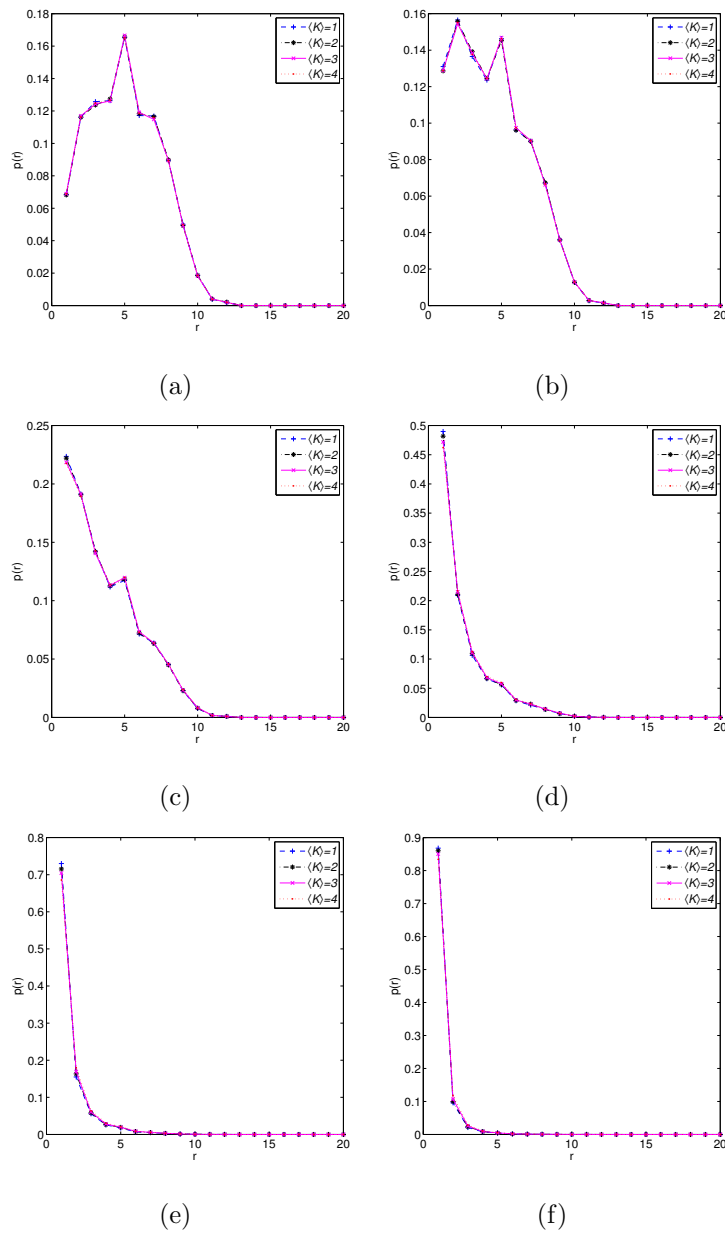 0.18
0.16
0.14
0.12
0.1
0.08
0.06
0.04
0.02
0
p(r)
0 5 10 15 20
r
⟨K⟩=1
⟨K⟩=2
⟨K⟩=3
⟨K⟩=4
(a)
0.16
0.14
0.12
0.1
0.08
0.06
0.04
0.02
0
p(r)
0 5 10 15 20
r
⟨K⟩=1
⟨K⟩=2
⟨K⟩=3
⟨K⟩=4
(b)
0.25
0.2
0.15
0.1
0.05
0
p(r)
0 5 10 15 20
r
⟨K⟩=1
⟨K⟩=2
⟨K⟩=3
⟨K⟩=4
(c)
0.5
0.45
0.4
0.35
0.3
0.25
0.2
0.15
0.1
0.05
0
p(r)
0 5 10 15 20
r
⟨K⟩=1
⟨K⟩=2
⟨K⟩=3
⟨K⟩=4
(d)
0.8
0.7
0.6
0.5
0.4
0.3
0.2
0.1
0
p(r)
0 5 10 15 20
r
⟨K⟩=1
⟨K⟩=2
⟨K⟩=3
⟨K⟩=4
(e)
0.9
0.8
0.7
0.6
0.5
0.4
0.3
0.2
0.1
0
p(r)
0 5 10 15 20
r
⟨K⟩=1
⟨K⟩=2
⟨K⟩=3
⟨K⟩=4
(f)